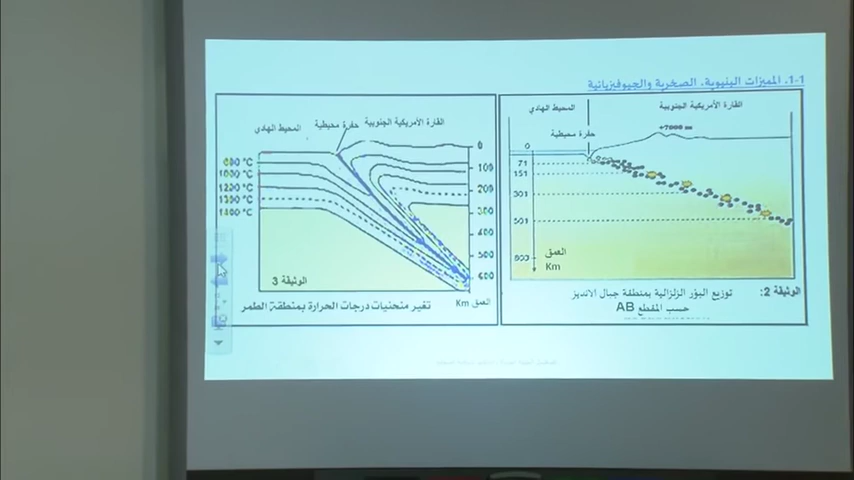 1-1. المميزات البنيوية، الصخرية والجيوفيزيائية
المحيط الهادي
القارة الأمريكية الجنوبية
حفرة محيطية
+7000 m
0
71
151
301
501
العمق
Km
الوثيقة 2:
توزيع البؤر الزلزالية بمنطقة جبال الانديز
حسب المقطع AB
المحيط الهادي
حفرة محيطية
القارة الأمريكية الجنوبية
1000 °C
1200 °C
1300 °C
1400 °C
0
100
200
300
400
500
600
الوثيقة 3
العمق Km
تغير منحنيات درجات الحرارة بمنطقة الطمر